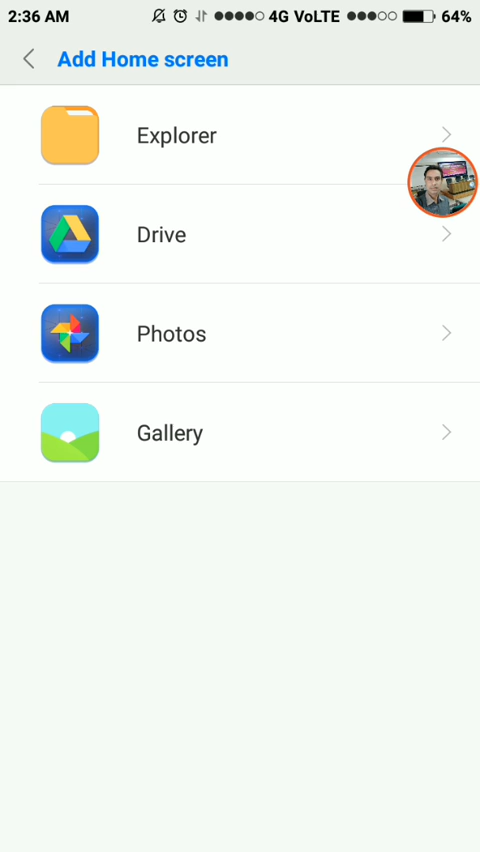 2:36 AM 4G VoLTE 64%
Add Home screen
Explorer
Drive
Photos
Gallery